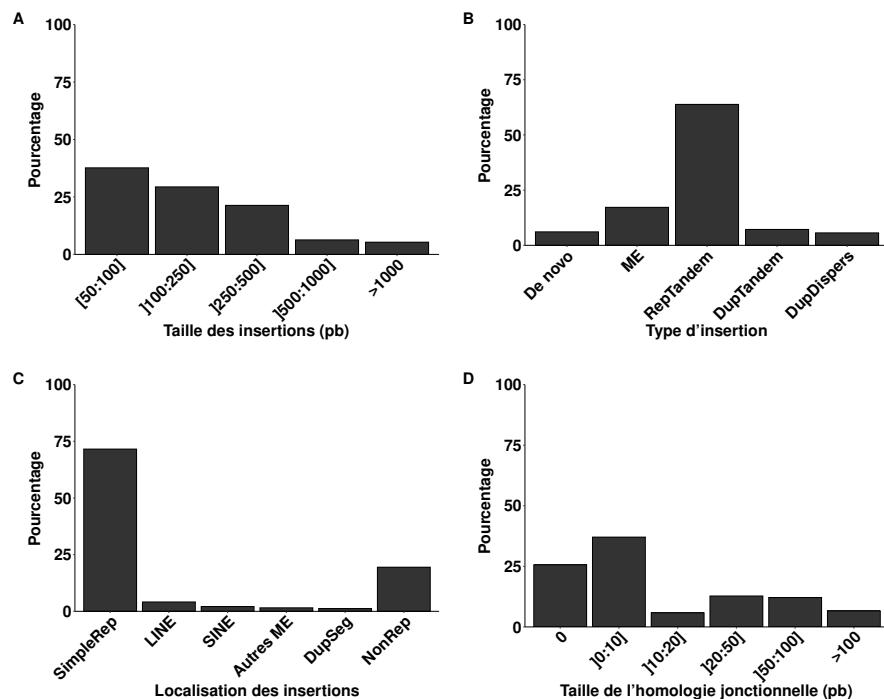 A
Pourcentage
100
75
50
25
0
[50:100]
]100:250]
]250:500]
]500:1000]
>1000
Taille des insertions (pb)
B
Pourcentage
100
75
50
25
0
De novo
ME
RepTandem
DupTandem
DupDispers
Type d'insertion
C
Pourcentage
100
75
50
25
0
SimpleRep
LINE
SINE
Autres ME
DupSeg
NonRep
Localisation des insertions
D
Pourcentage
100
75
50
25
0
0
]0:10]
]10:20]
]20:50]
]50:100]
>100
Taille de l'homologie jonctionnelle (pb)